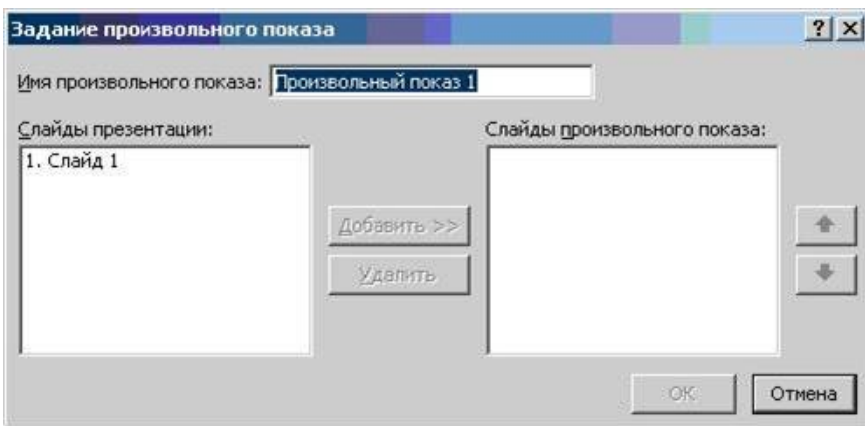 Задание произвольного показа
Имя произвольного показа: Произвольный показ 1
Слайды презентации:
Слайды произвольного показа:
1. Слайд 1
Добавить >>
Удалить
OK
Отмена